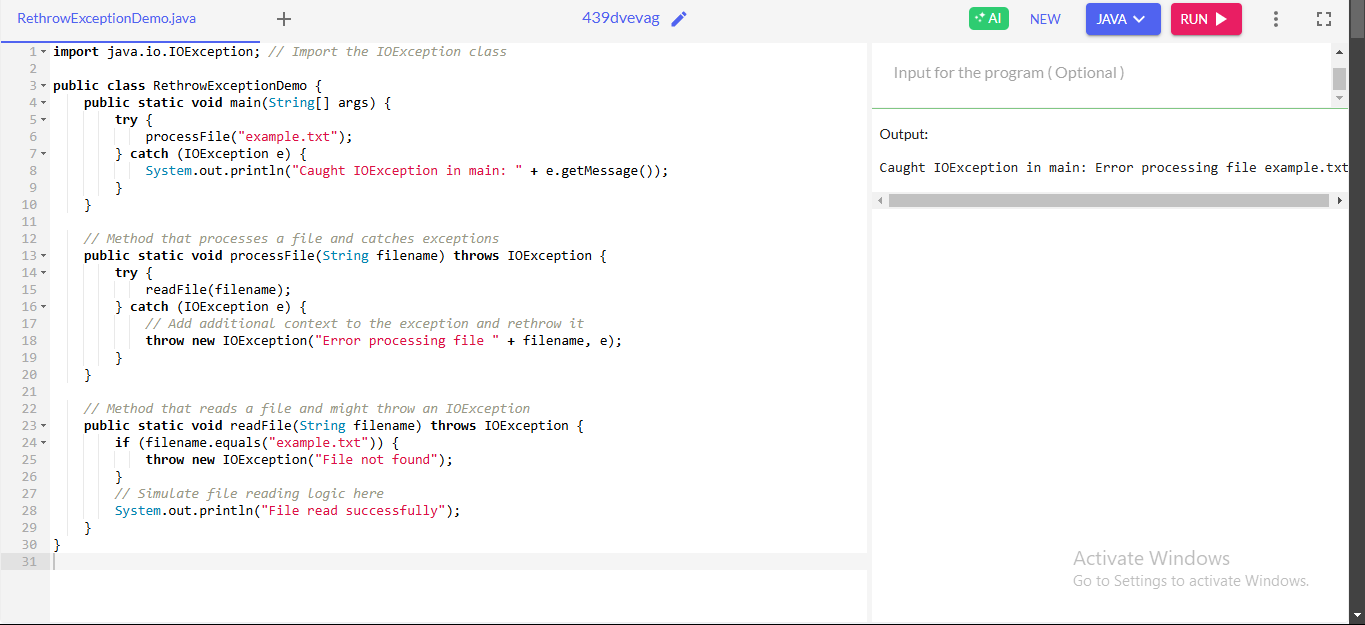 RethrowExceptionDemo.java
+
439dvevag
AI
NEW
JAVA
RUN
1 import java.io.IOException; // Import the IOException class
2
3 public class RethrowExceptionDemo {
4     public static void main(String[] args) {
5         try {
6             processFile("example.txt");
7         } catch (IOException e) {
8             System.out.println("Caught IOException in main: " + e.getMessage());
9         }
10     }
11
12     // Method that processes a file and catches exceptions
13     public static void processFile(String filename) throws IOException {
14         try {
15             readFile(filename);
16         } catch (IOException e) {
17             // Add additional context to the exception and rethrow it
18             throw new IOException("Error processing file " + filename, e);
19         }
20     }
21
22     // Method that reads a file and might throw an IOException
23     public static void readFile(String filename) throws IOException {
24         if (filename.equals("example.txt")) {
25             throw new IOException("File not found");
26         }
27         // Simulate file reading logic here
28         System.out.println("File read successfully");
29     }
30 }
31
Input for the program ( Optional )
Output:
Caught IOException in main: Error processing file example.txt
Activate Windows
Go to Settings to activate Windows.